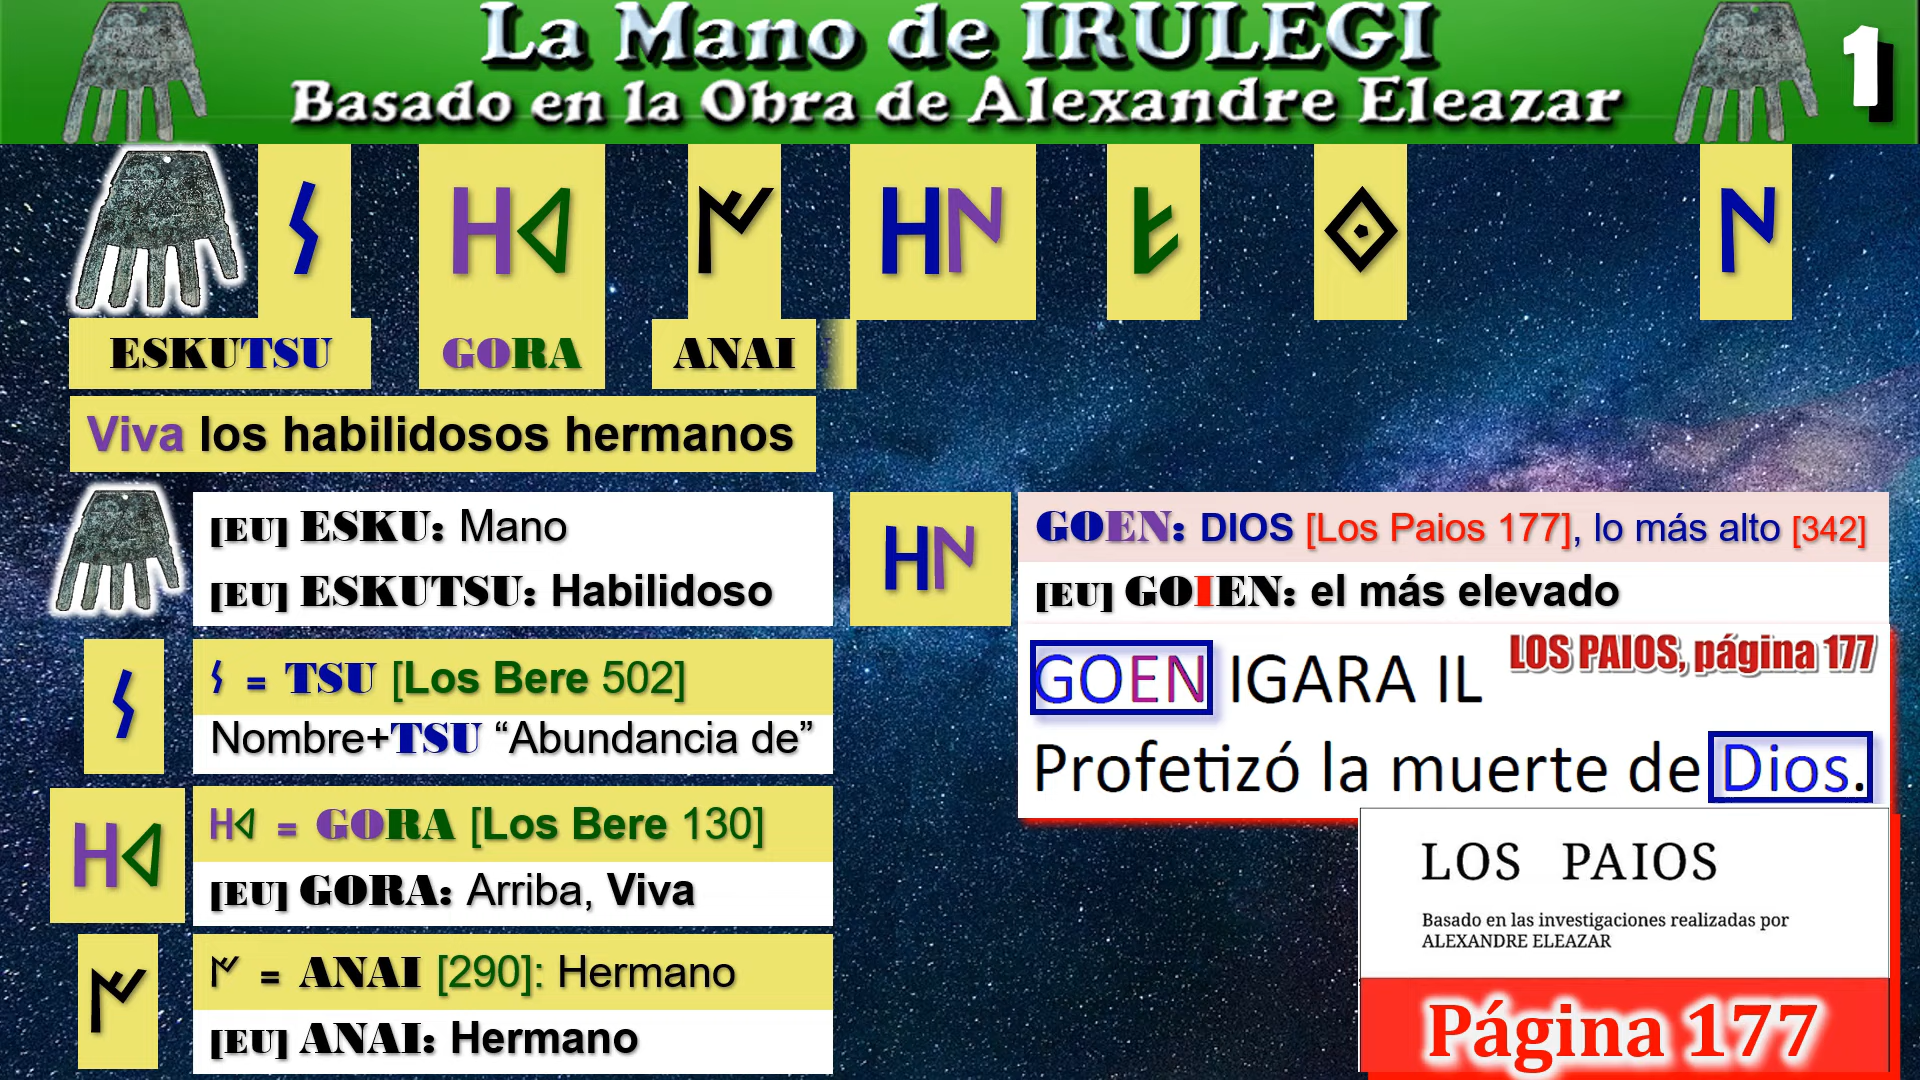 La Mano de IRULEGI
Basado en la Obra de Alexandre Eleazar
1
ESKUTSU GORA ANAI
Viva los habilidosos hermanos
[EU] ESKU: Mano
[EU] ESKUTSU: Habilidoso
= TSU [Los Bere 502]
Nombre+TSU “Abundancia de”
= GORA [Los Bere 130]
[EU] GORA: Arriba, Viva
= ANAI [290]: Hermano
[EU] ANAI: Hermano
GOEN: DIOS [Los Paios 177], lo más alto [342]
[EU] GOIEN: el más elevado
LOS PAIOS, página 177
GOEN IGARA IL
Profetizó la muerte de Dios.
LOS PAIOS
Basado en las investigaciones realizadas por
ALEXANDRE ELEAZAR
Página 177